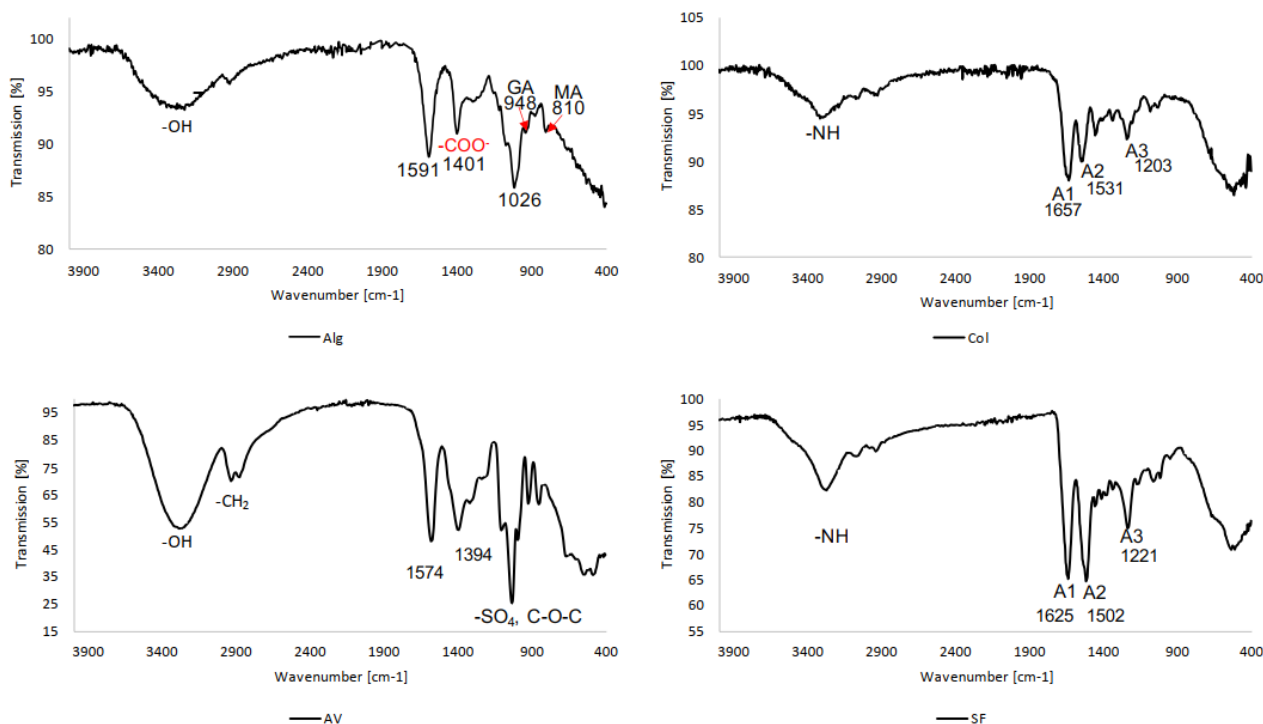 100
95
90
85
80
Transmission [%]
-OH
1591
-COO-
1401
1026
GA
948
MA
810
3900 3400 2900 2400 1900 1400 900 400
Wavenumber [cm-1]
Alg
105
100
95
90
85
80
Transmission [%]
-NH
A1
1657
A2
1531
A3
1203
3900 3400 2900 2400 1900 1400 900 400
Wavenumber [cm-1]
Col
95
85
75
65
55
45
35
25
15
Transmission [%]
-OH
-CH₂
1574
1394
-SO₄, C-O-C
3900 3400 2900 2400 1900 1400 900 400
Wavenumber [cm-1]
AV
100
95
90
85
80
75
70
65
60
55
Transmission [%]
-NH
A1
1625
A2
1502
A3
1221
3900 3400 2900 2400 1900 1400 900 400
Wavenumber [cm-1]
SF